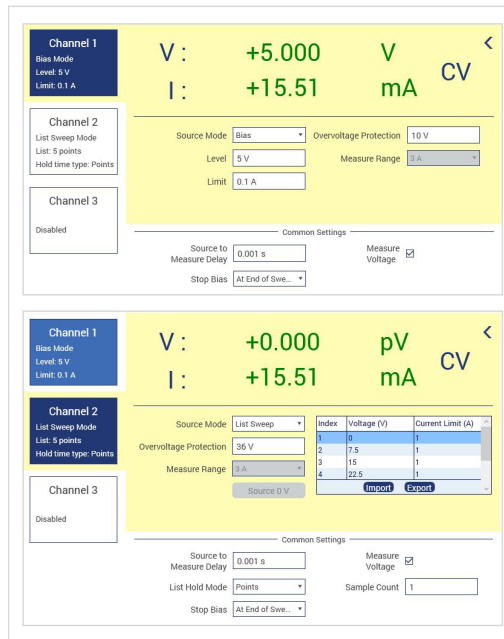 Channel 1
Bias Mode
Level: 5 V
Limit: 0.1 A
V : +5.000 V
I : +15.51 mA
CV
Channel 2
List Sweep Mode
List: 5 points
Hold time type: Points
Channel 3
Disabled
Source Mode Bias Overvoltage Protection 10 V
Level 5 V Measure Range 3 A
Limit 0.1 A
Common Settings
Source to
Measure Delay 0.001 s
Measure
Voltage
Stop Bias At End of Swe...
Channel 1
Bias Mode
Level: 5 V
Limit: 0.1 A
V : +0.000 pV
I : +15.51 mA
CV
Channel 2
List Sweep Mode
List: 5 points
Hold time type: Points
Channel 3
Disabled
Source Mode List Sweep
Overvoltage Protection 36 V
Measure Range 3 A
Source 0 V
Index Voltage (V) Current Limit (A)
1 0 1
2 7.5 1
3 15 1
4 22.5 1
Import Export
Common Settings
Source to
Measure Delay 0.001 s
Measure
Voltage
List Hold Mode Points Sample Count 1
Stop Bias At End of Swe...